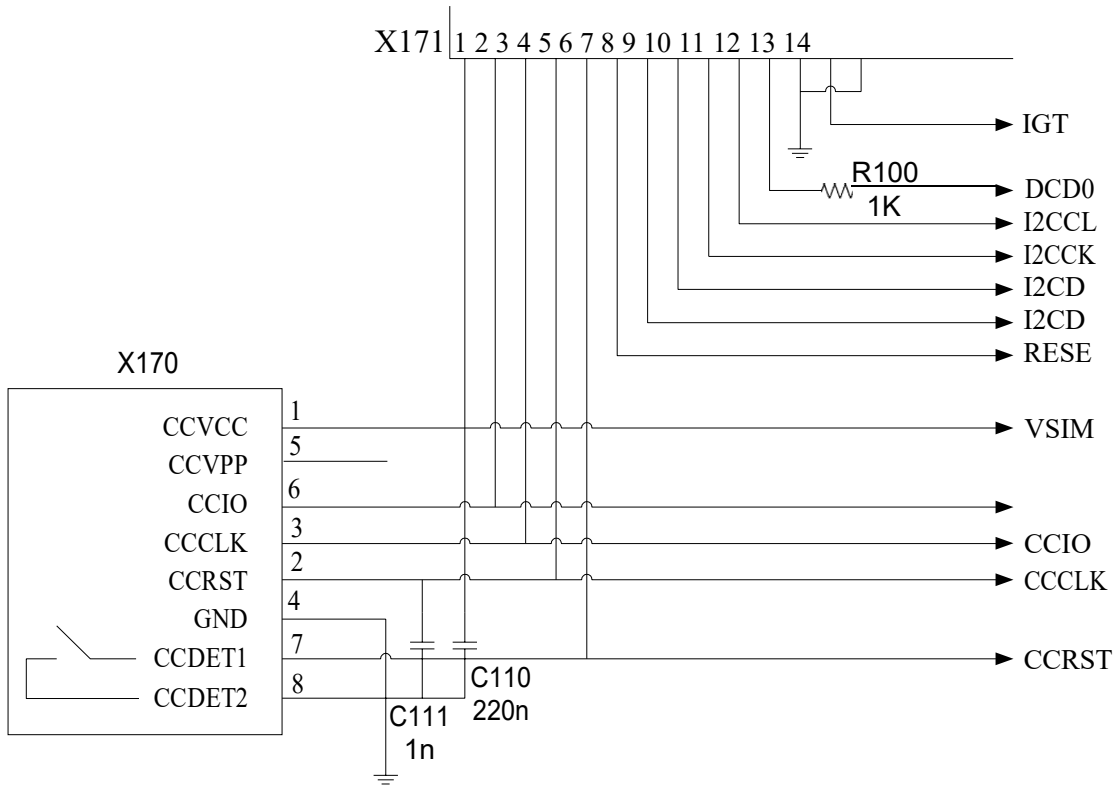 X171 1 2 3 4 5 6 7 8 9 10 11 12 13 14
IGT
R100
1K
DCD0
I2CCL
I2CCK
I2CD
I2CD
RESE
X170
CCVCC 1
VSIM
CCVPP 5
CCIO 6
CCCLK 3
CCIO
CCRST 2
CCCLK
GND 4
CCDET1 7
CCRST
CCDET2 8
C110
220n
C111
1n